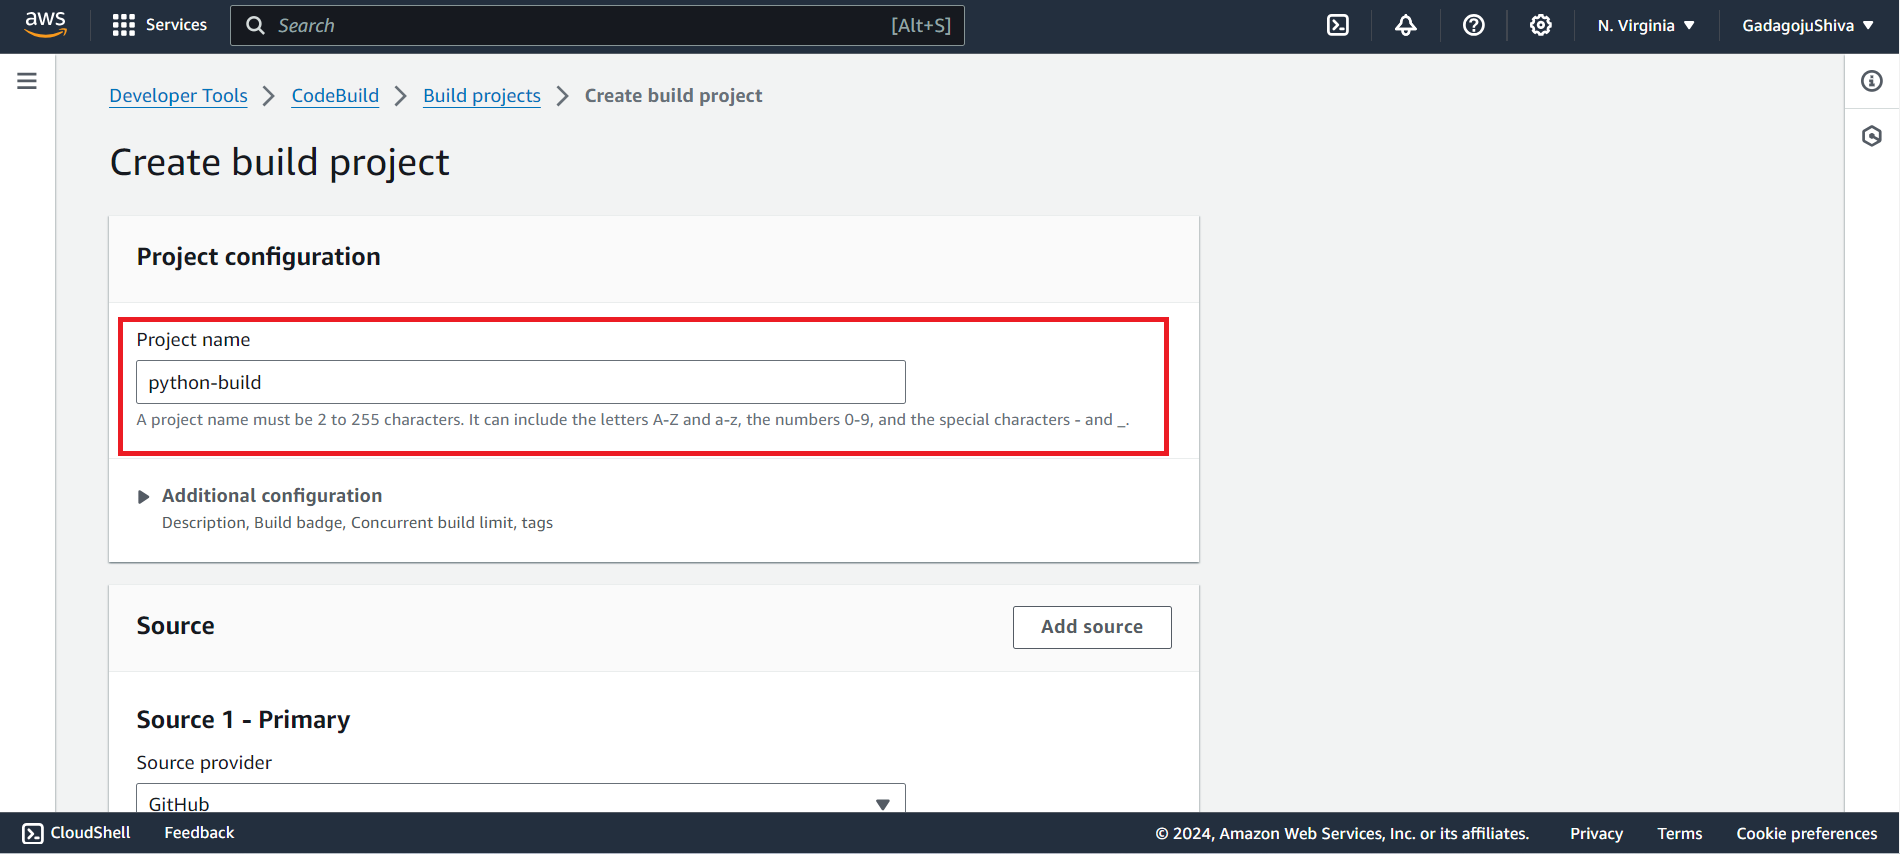 aws
Services
Search [Alt+S]
N. Virginia
GadagojuShiva
Developer Tools
CodeBuild
Build projects
Create build project
Create build project
Project configuration
Project name
python-build
A project name must be 2 to 255 characters. It can include the letters A-Z and a-z, the numbers 0-9, and the special characters - and _.
Additional configuration
Description, Build badge, Concurrent build limit, tags
Source
Add source
Source 1 - Primary
Source provider
GitHub
CloudShell
Feedback
© 2024, Amazon Web Services, Inc. or its affiliates.
Privacy
Terms
Cookie preferences